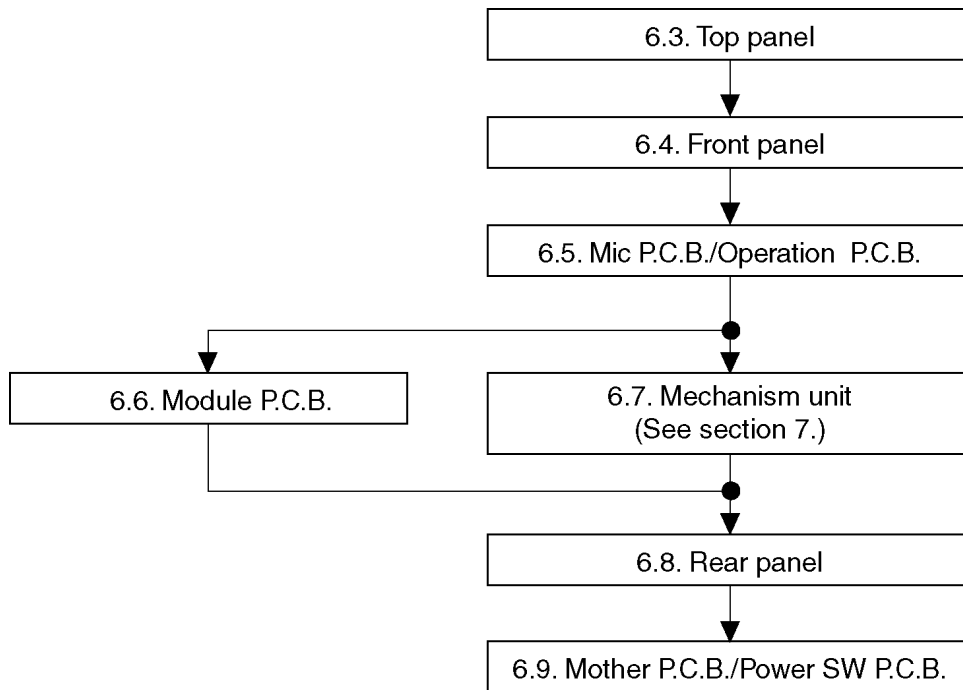 6.3. Top panel
6.4. Front panel
6.5. Mic P.C.B./Operation P.C.B.
6.6. Module P.C.B.
6.7. Mechanism unit
(See section 7.)
6.8. Rear panel
6.9. Mother P.C.B./Power SW P.C.B.